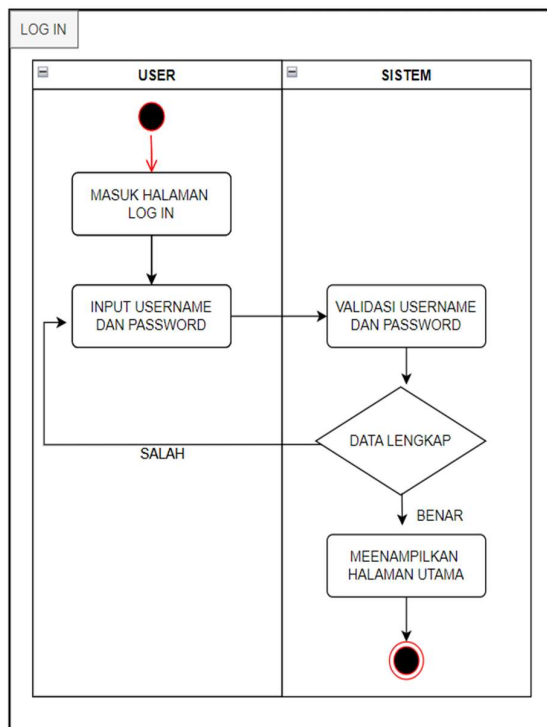 LOG IN
USER
SISTEM
MASUK HALAMAN
LOG IN
INPUT USERNAME
DAN PASSWORD
VALIDASI USERNAME
DAN PASSWORD
DATA LENGKAP
SALAH
BENAR
MEENAMPILKAN
HALAMAN UTAMA